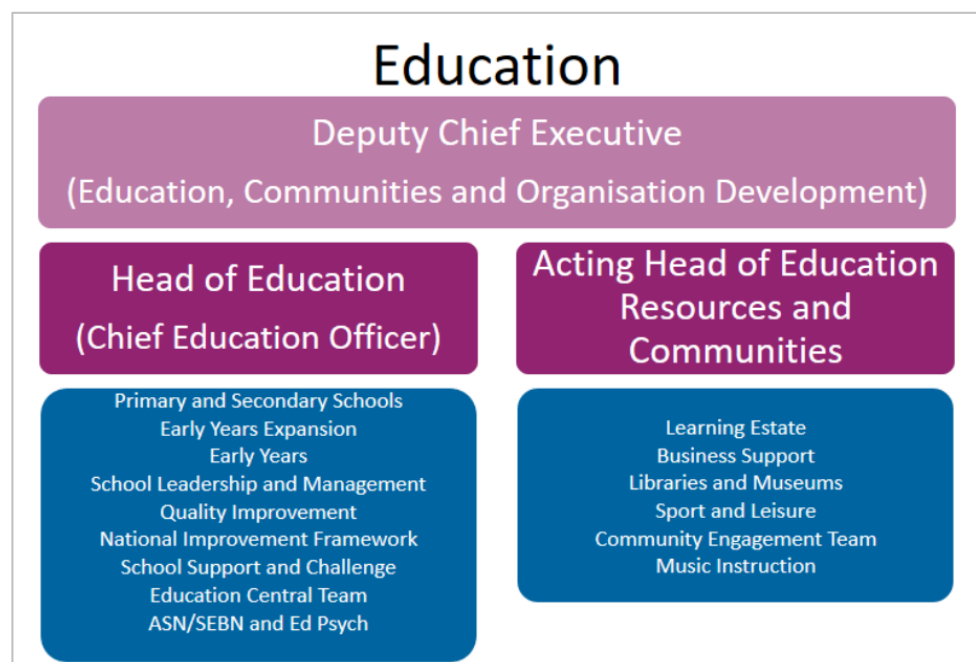 Education
Deputy Chief Executive
(Education, Communities and Organisation Development)
Head of Education
(Chief Education Officer)
Primary and Secondary Schools
Early Years Expansion
Early Years
School Leadership and Management
Quality Improvement
National Improvement Framework
School Support and Challenge
Education Central Team
ASN/SEBN and Ed Psych
Acting Head of Education
Resources and
Communities
Learning Estate
Business Support
Libraries and Museums
Sport and Leisure
Community Engagement Team
Music Instruction